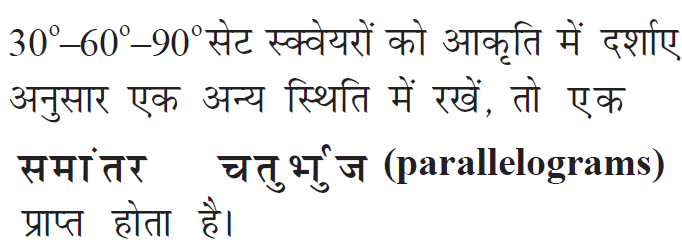 30°–60°–90° सेट स्क्वेयरों को आकृति में दर्शाए
अनुसार एक अन्य स्थिति में रखें, तो एक
समांतर चतुर्भुज (parallelograms)
प्राप्त होता है।